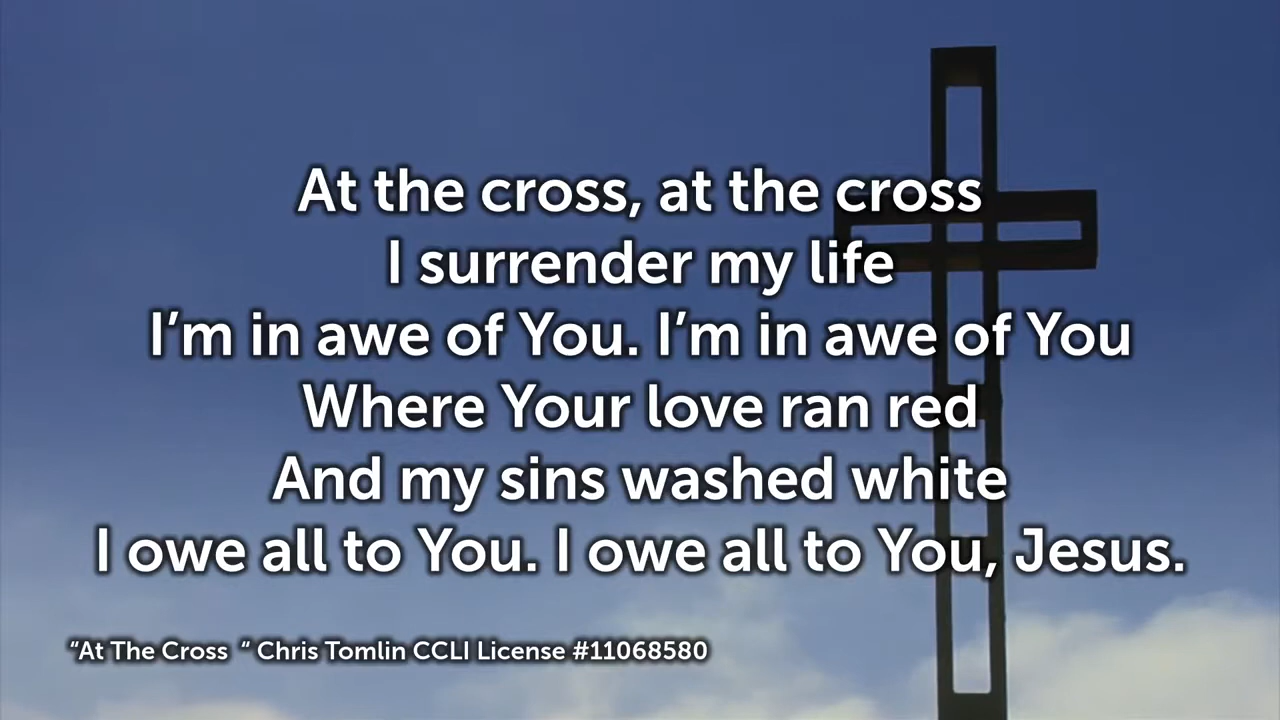 At the cross, at the cross
I surrender my life
I’m in awe of You. I’m in awe of You
Where Your love ran red
And my sins washed white
I owe all to You. I owe all to You, Jesus.
“At The Cross “ Chris Tomlin CCLI License #11068580